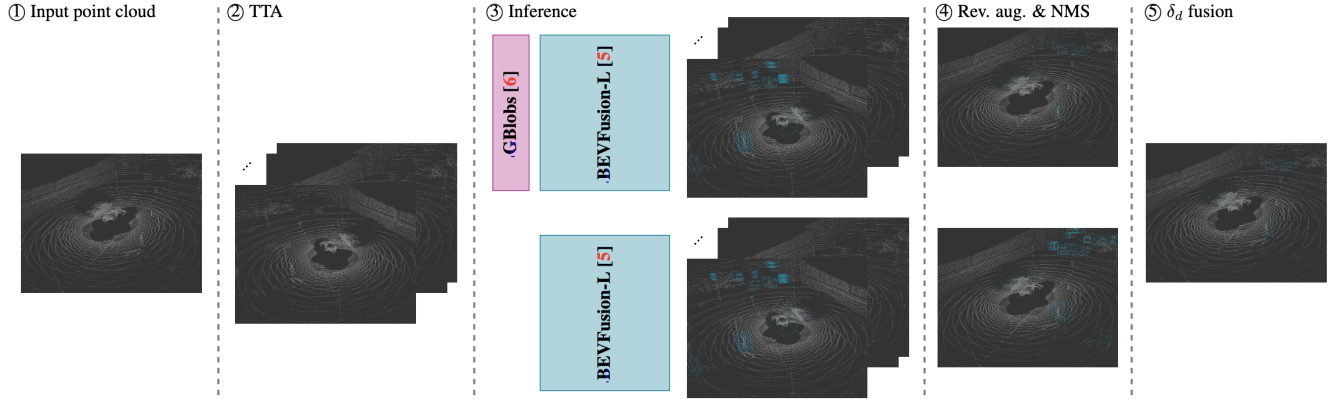 ① Input point cloud
② TTA
③ Inference
④ Rev. aug. & NMS
⑤ δd fusion
...
GBlobs [6]
BEVFusion-L [5]
...
BEVFusion-L [5]
...